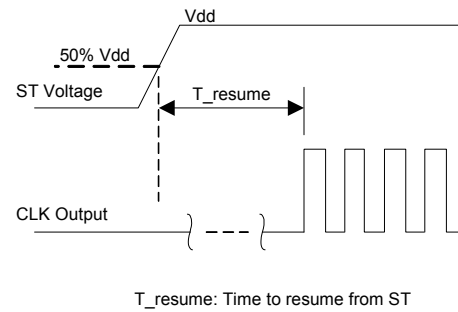 Vdd
50% Vdd
ST Voltage
T_resume
CLK Output
T_resume: Time to resume from ST